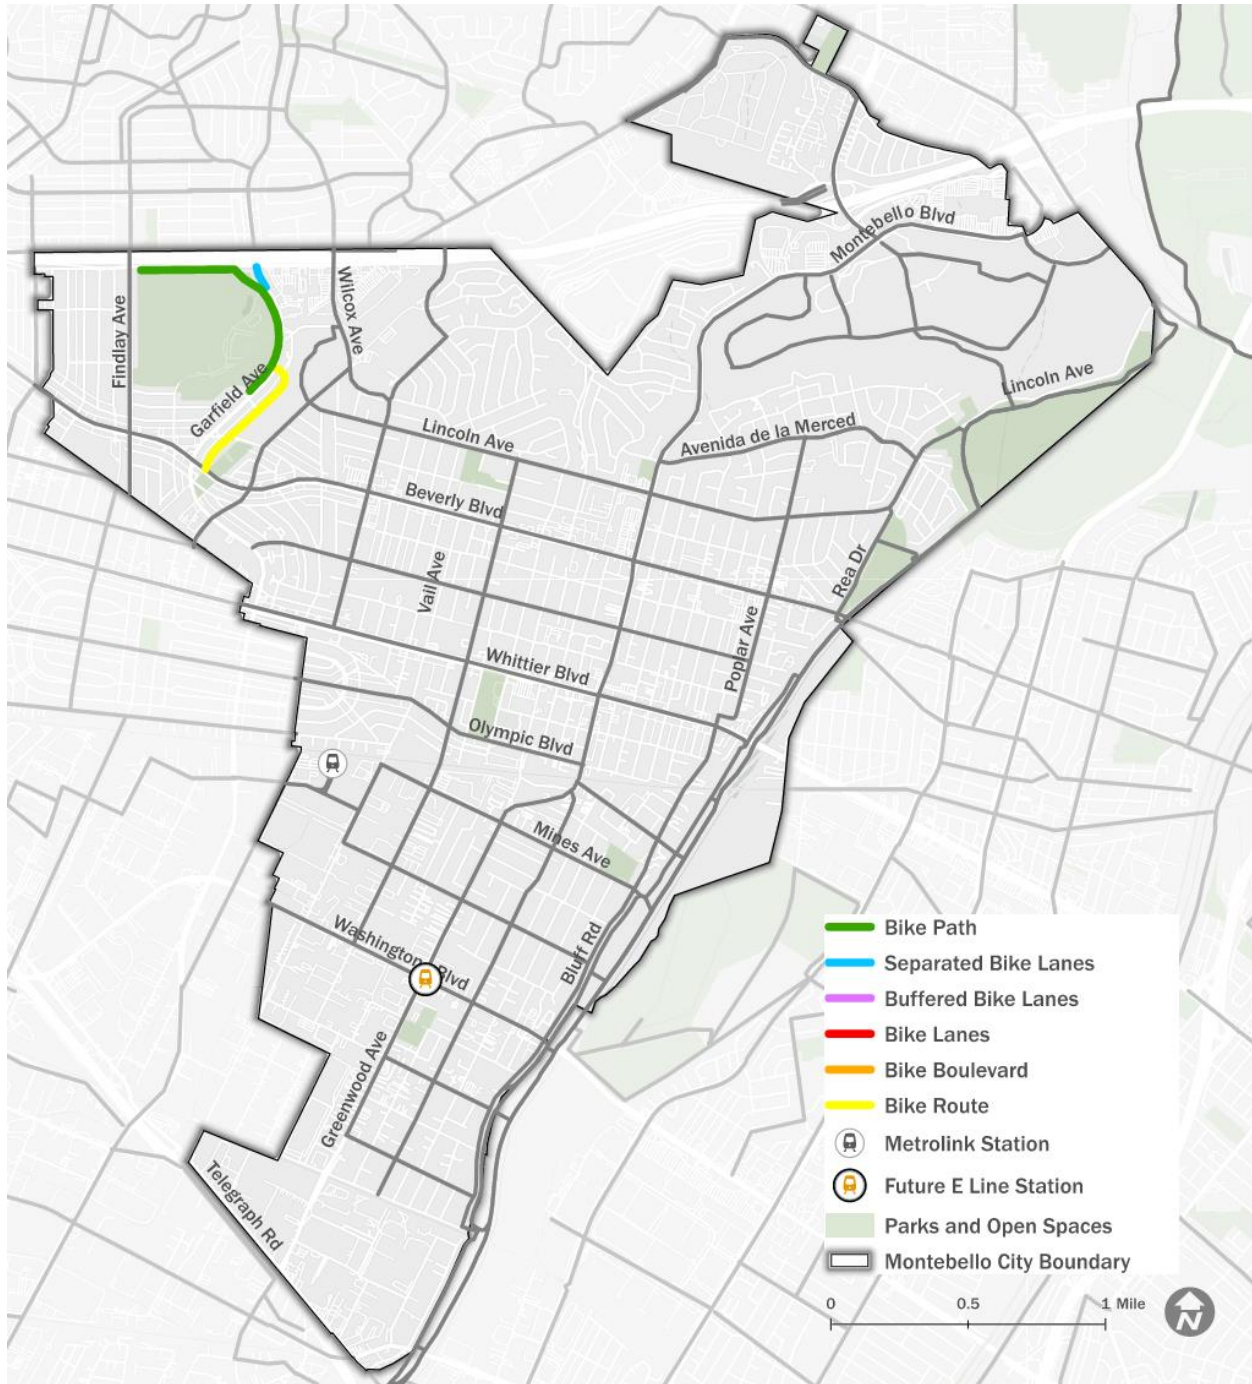 Montebello Blvd
Findlay Ave
Wilcox Ave
Garfield Ave
Lincoln Ave
Lincoln Ave
Avenida de la Merced
Beverly Blvd
Vail Ave
Rea Dr
Poplar Ave
Whittier Blvd
Olympic Blvd
Mines Ave
Washington Blvd
Bluff Rd
Greenwood Ave
Telegraph Rd
Bike Path
Separated Bike Lanes
Buffered Bike Lanes
Bike Lanes
Bike Boulevard
Bike Route
Metrolink Station
Future E Line Station
Parks and Open Spaces
Montebello City Boundary
0 0.5 1 Mile
N